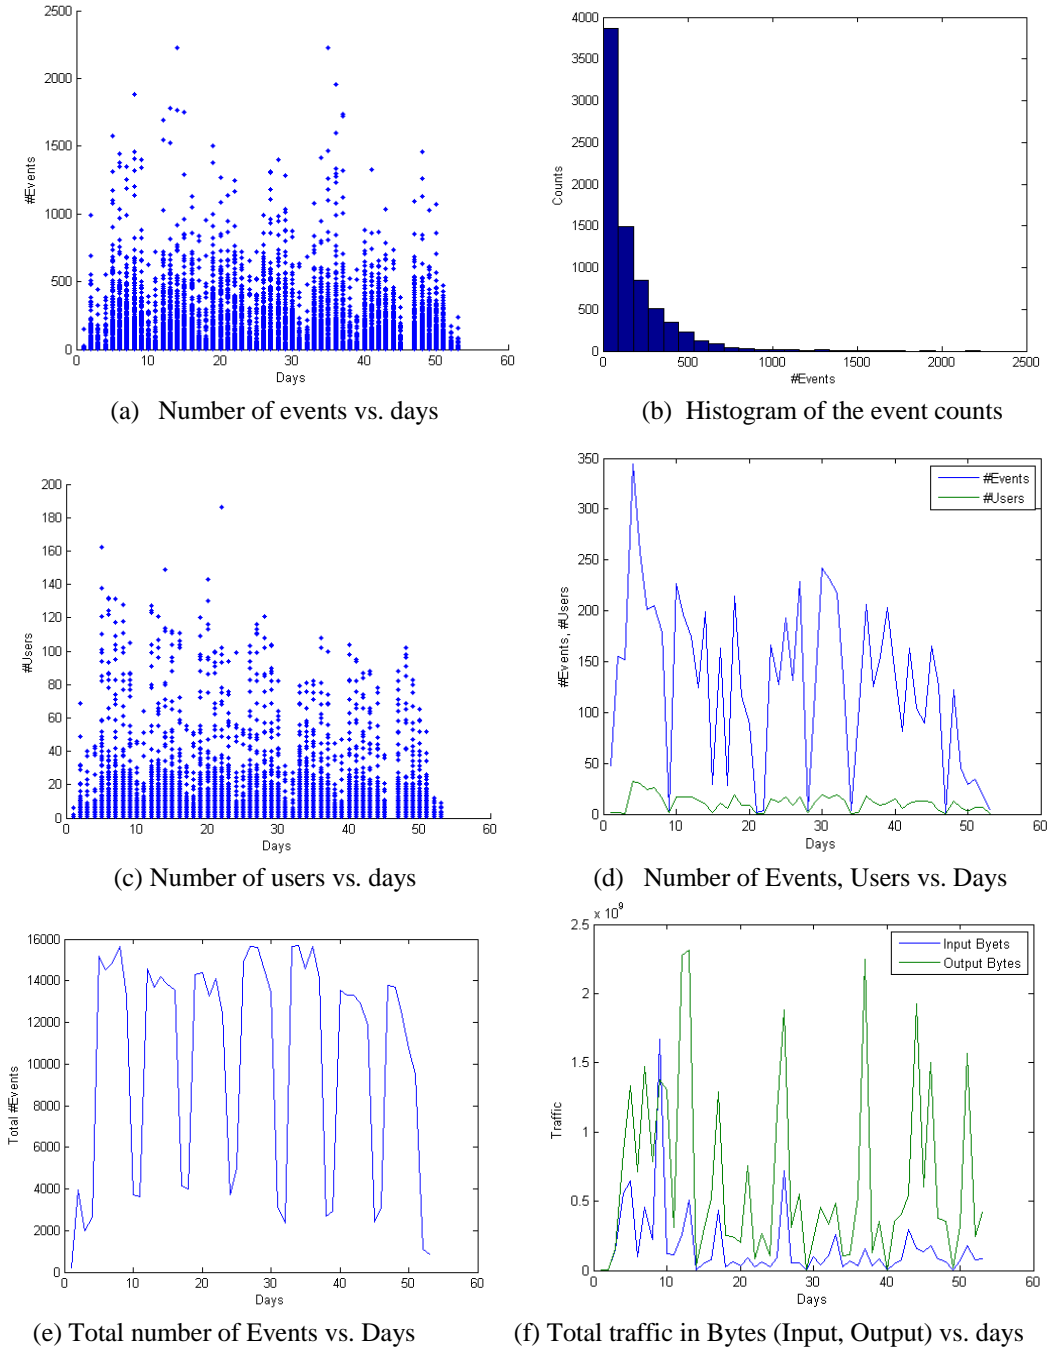 2500
2000
1500
1000
500
0
#Events
0 10 20 30 40 50 60
Days
(a) Number of events vs. days
4000
3500
3000
2500
2000
1500
1000
500
0
Counts
0 500 1000 1500 2000 2500
#Events
(b) Histogram of the event counts
200
180
160
140
120
100
80
60
40
20
0
#Users
0 10 20 30 40 50 60
Days
(c) Number of users vs. days
350
300
250
200
150
100
50
0
#Events, #Users
#Events
#Users
0 10 20 30 40 50 60
Days
(d) Number of Events, Users vs. Days
16000
14000
12000
10000
8000
6000
4000
2000
0
Total #Events
0 10 20 30 40 50 60
Days
(e) Total number of Events vs. Days
x 10^9
2.5
2
1.5
1
0.5
0
Traffic
Input Byets
Output Bytes
0 10 20 30 40 50 60
Days
(f) Total traffic in Bytes (Input, Output) vs. days